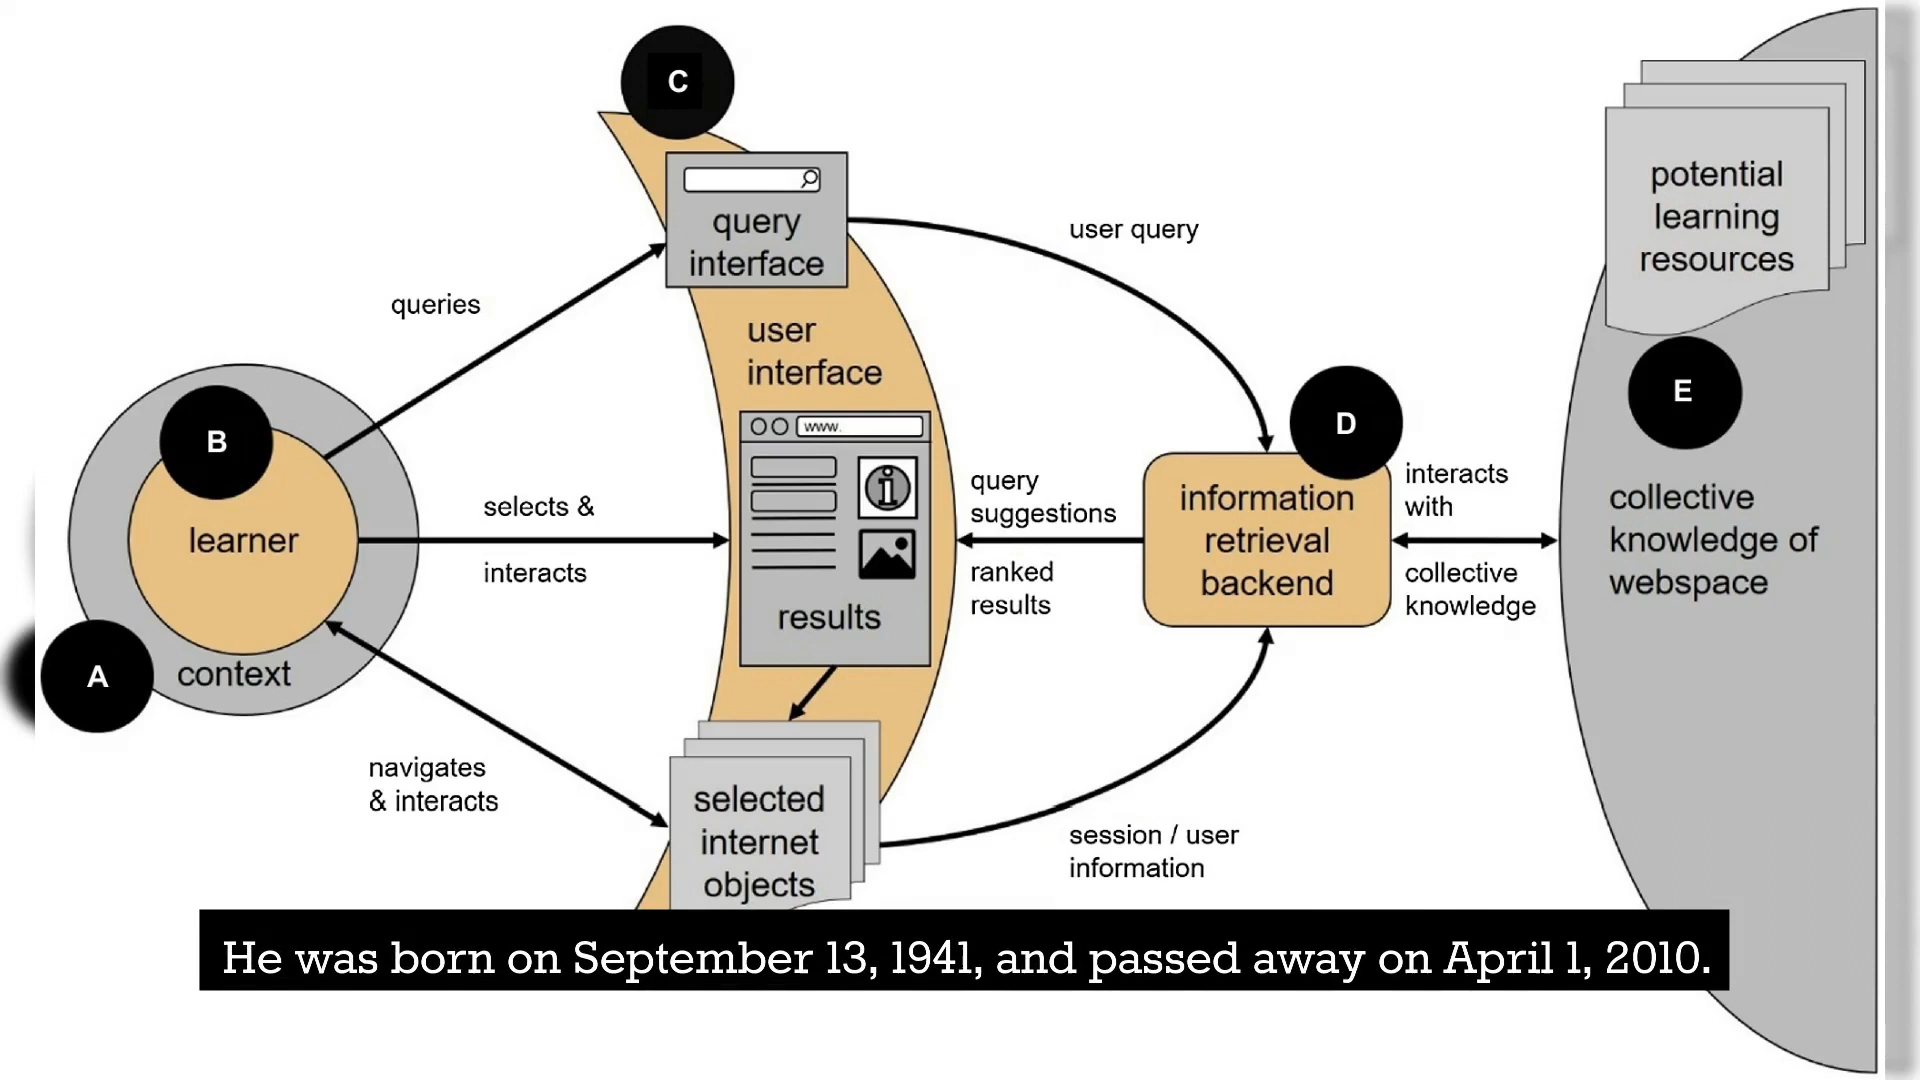 C
query
interface
user query
potential
learning
resources
queries
user
interface
B
learner
A
context
selects &
interacts
www.
results
query
suggestions
ranked
results
D
information
retrieval
backend
interacts
with
collective
knowledge
E
collective
knowledge of
webspace
navigates
& interacts
selected
internet
objects
session / user
information
He was born on September 13, 1941, and passed away on April 1, 2010.